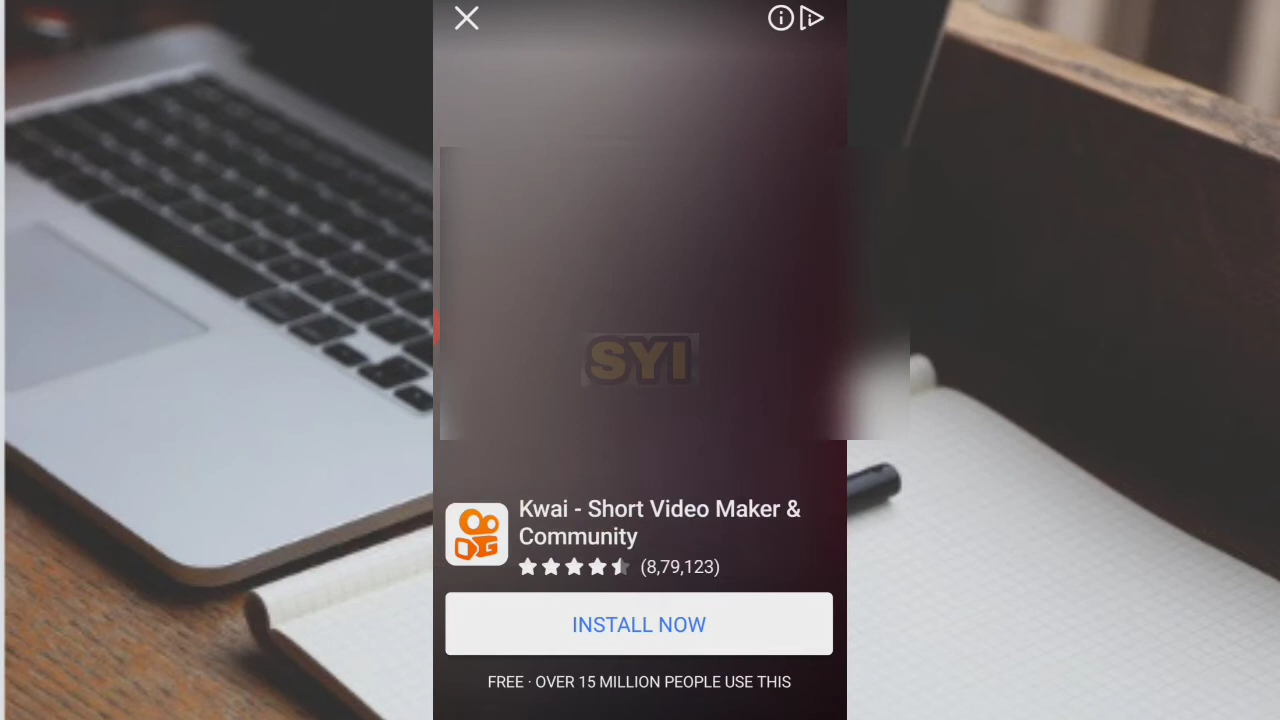 SYI
Kwai - Short Video Maker &
Community
(8,79,123)
INSTALL NOW
FREE · OVER 15 MILLION PEOPLE USE THIS